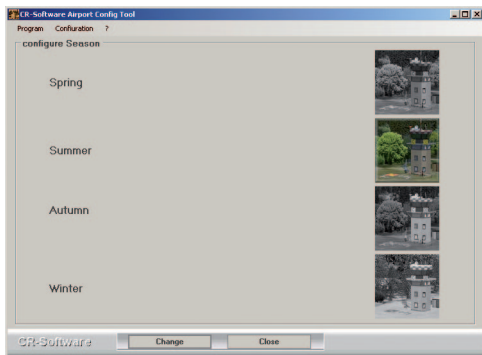 CR-Software Airport Config Tool
Program Confiuration ?
configure Season
Spring
Summer
Autumn
Winter
CR-Software Change Close